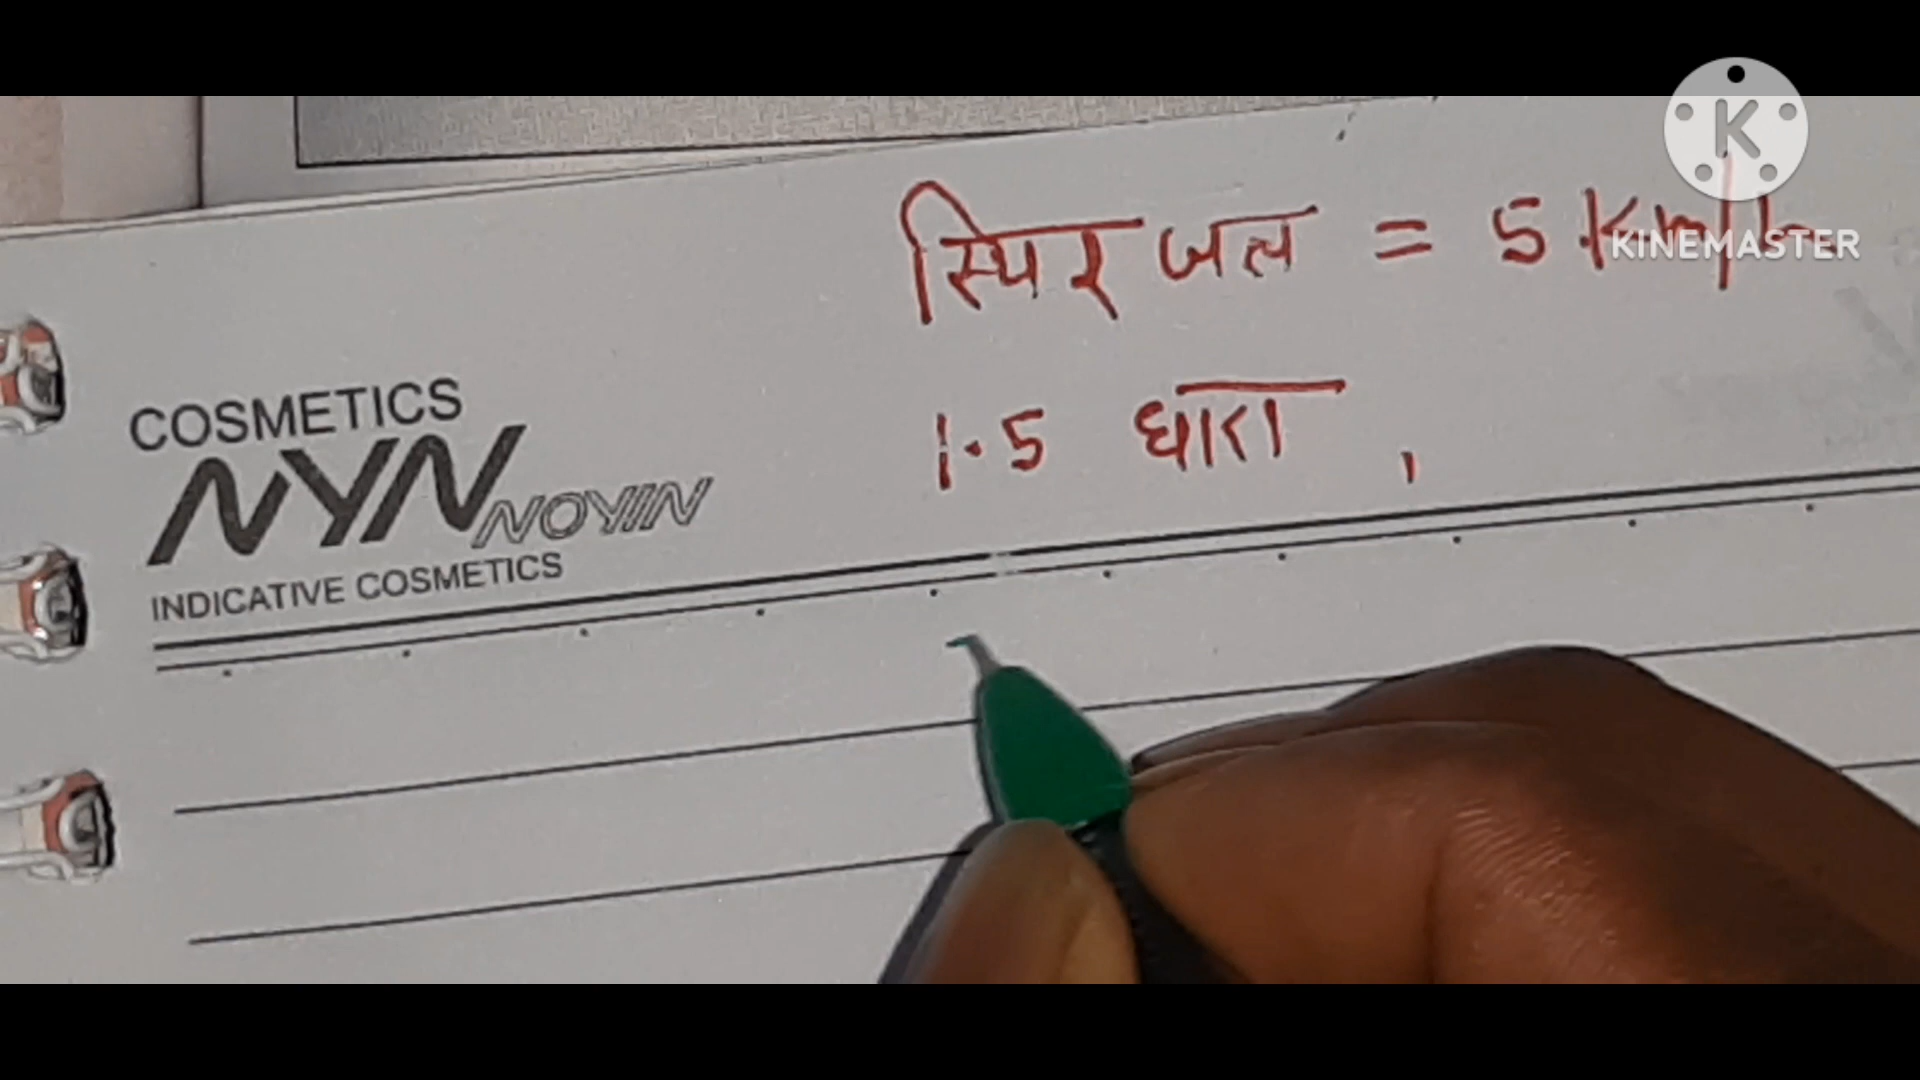 स्थिर जल = 5 Km/h
1.5 धारा ,
COSMETICS
NYN NOYIN
INDICATIVE COSMETICS
K
KINEMASTER